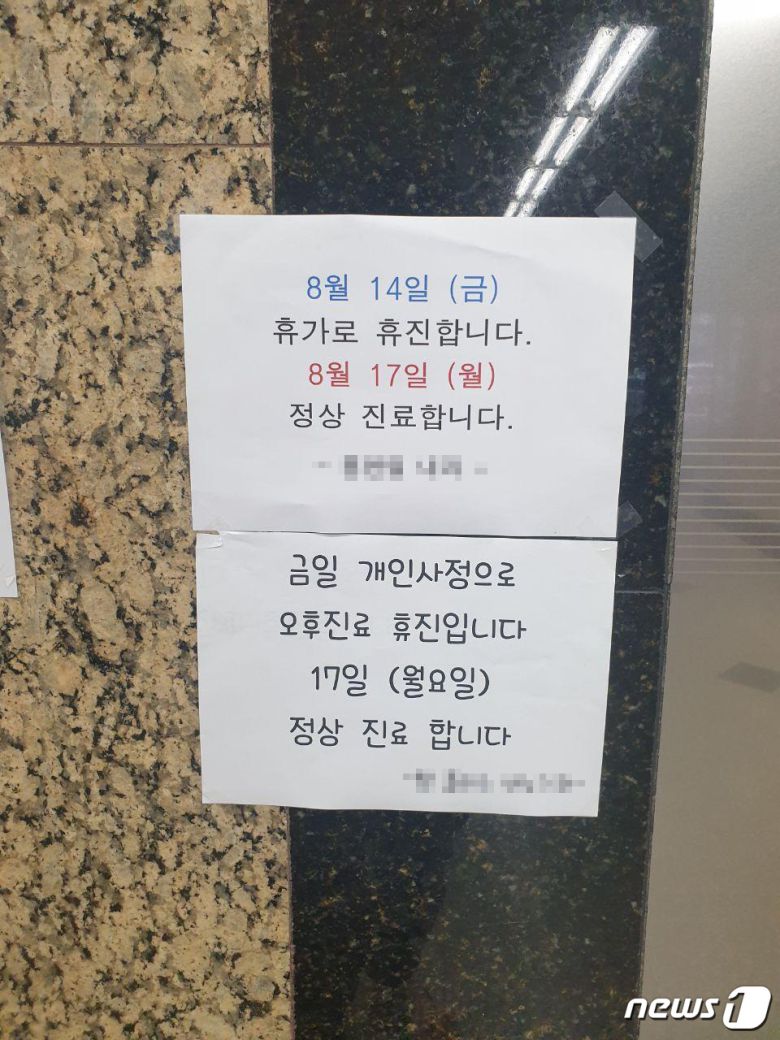 8월 14일 (금)
휴가로 휴진합니다.
8월 17일 (월)
정상 진료합니다.
금일 개인사정으로
오후진료 휴진입니다
17일 (월요일)
정상 진료 합니다
news1